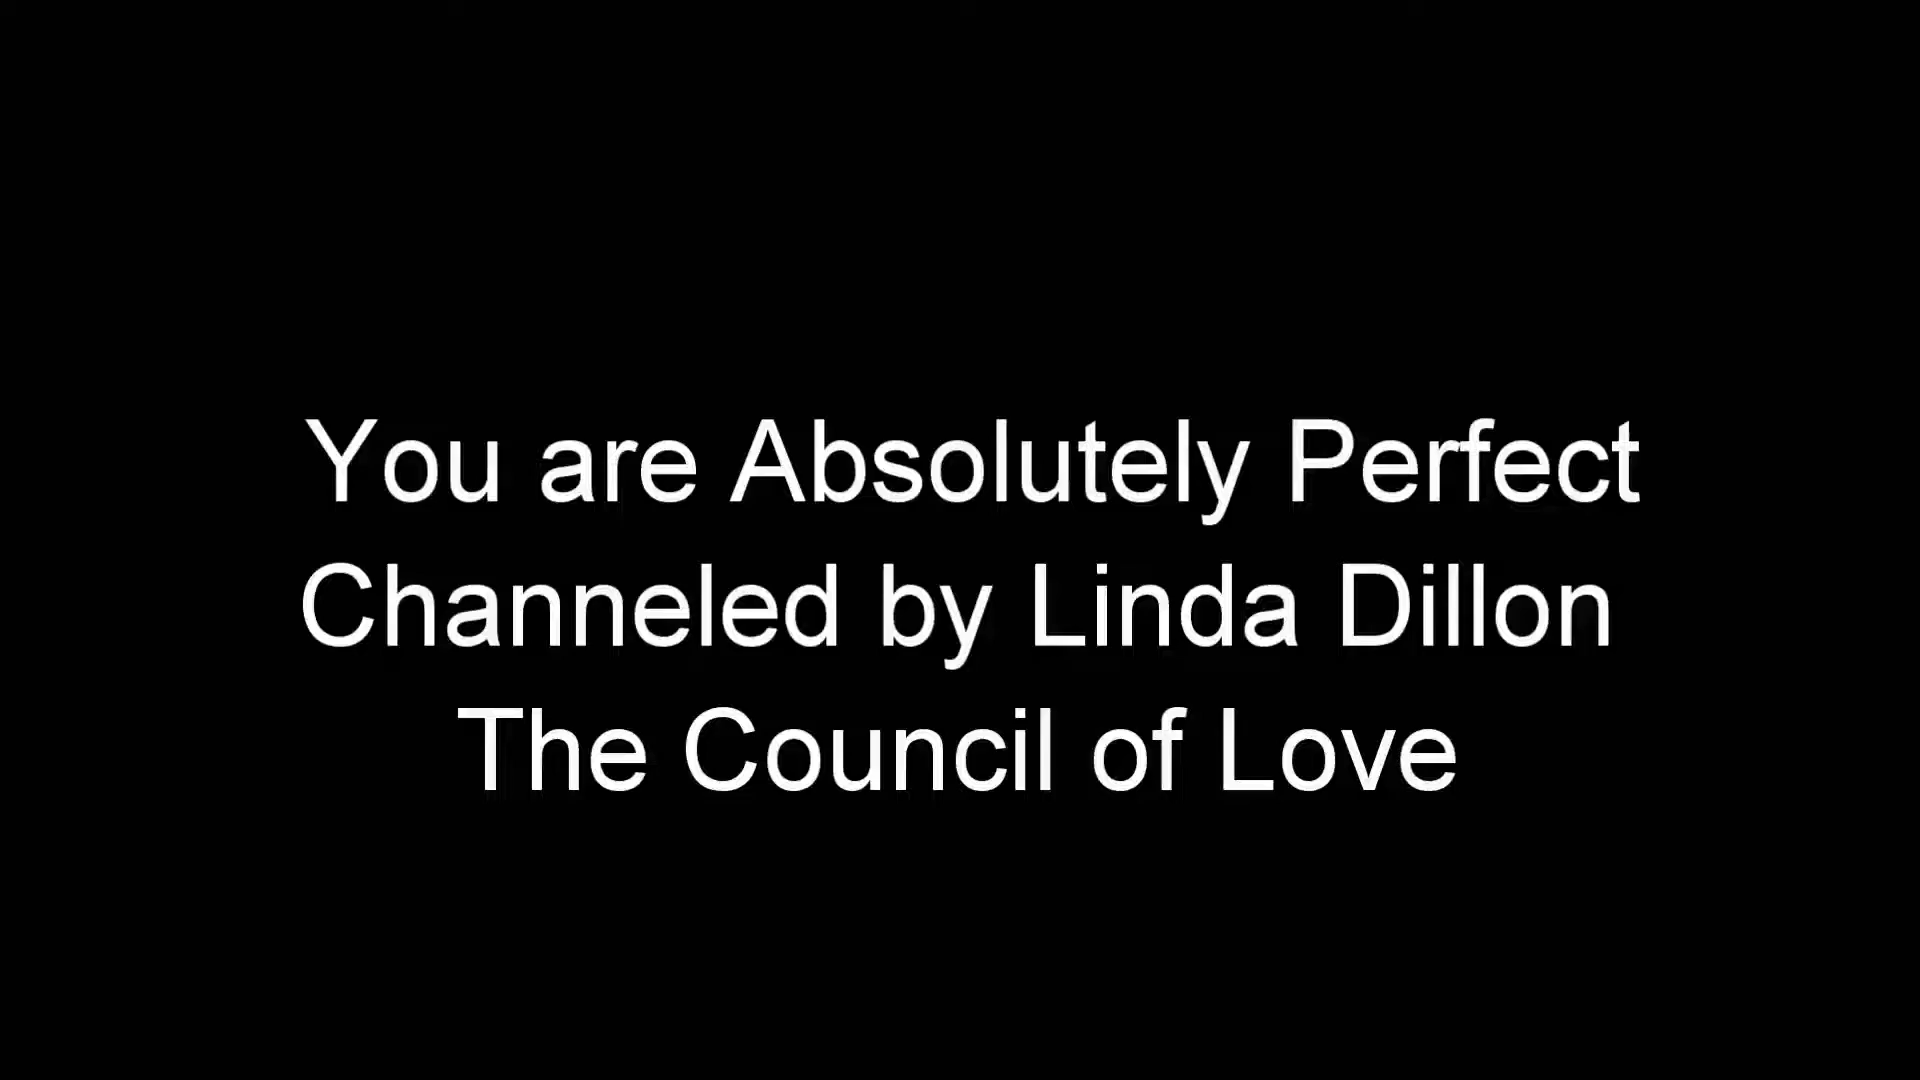 You are Absolutely Perfect
Channeled by Linda Dillon
The Council of Love